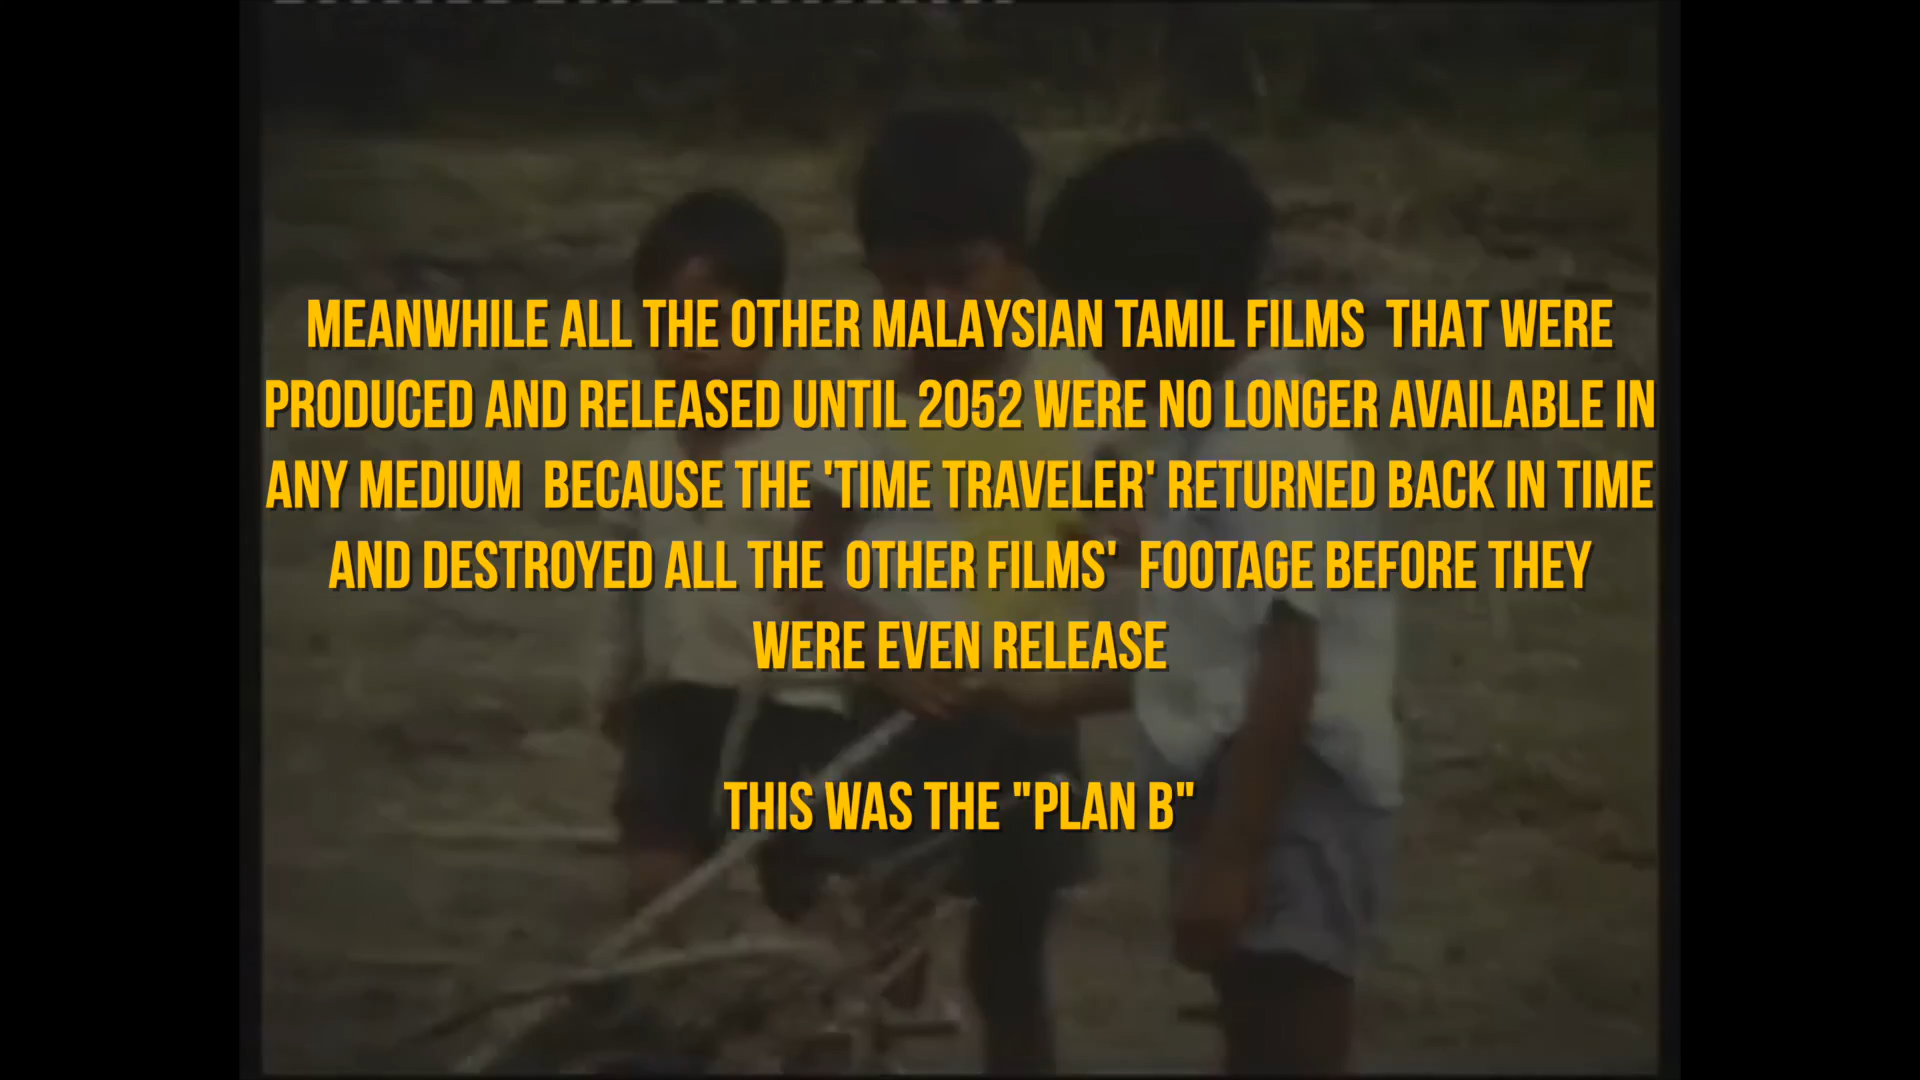 MEANWHILE ALL THE OTHER MALAYSIAN TAMIL FILMS THAT WERE
PRODUCED AND RELEASED UNTIL 2052 WERE NO LONGER AVAILABLE IN
ANY MEDIUM BECAUSE THE 'TIME TRAVELER' RETURNED BACK IN TIME
AND DESTROYED ALL THE OTHER FILMS' FOOTAGE BEFORE THEY
WERE EVEN RELEASE
THIS WAS THE "PLAN B"